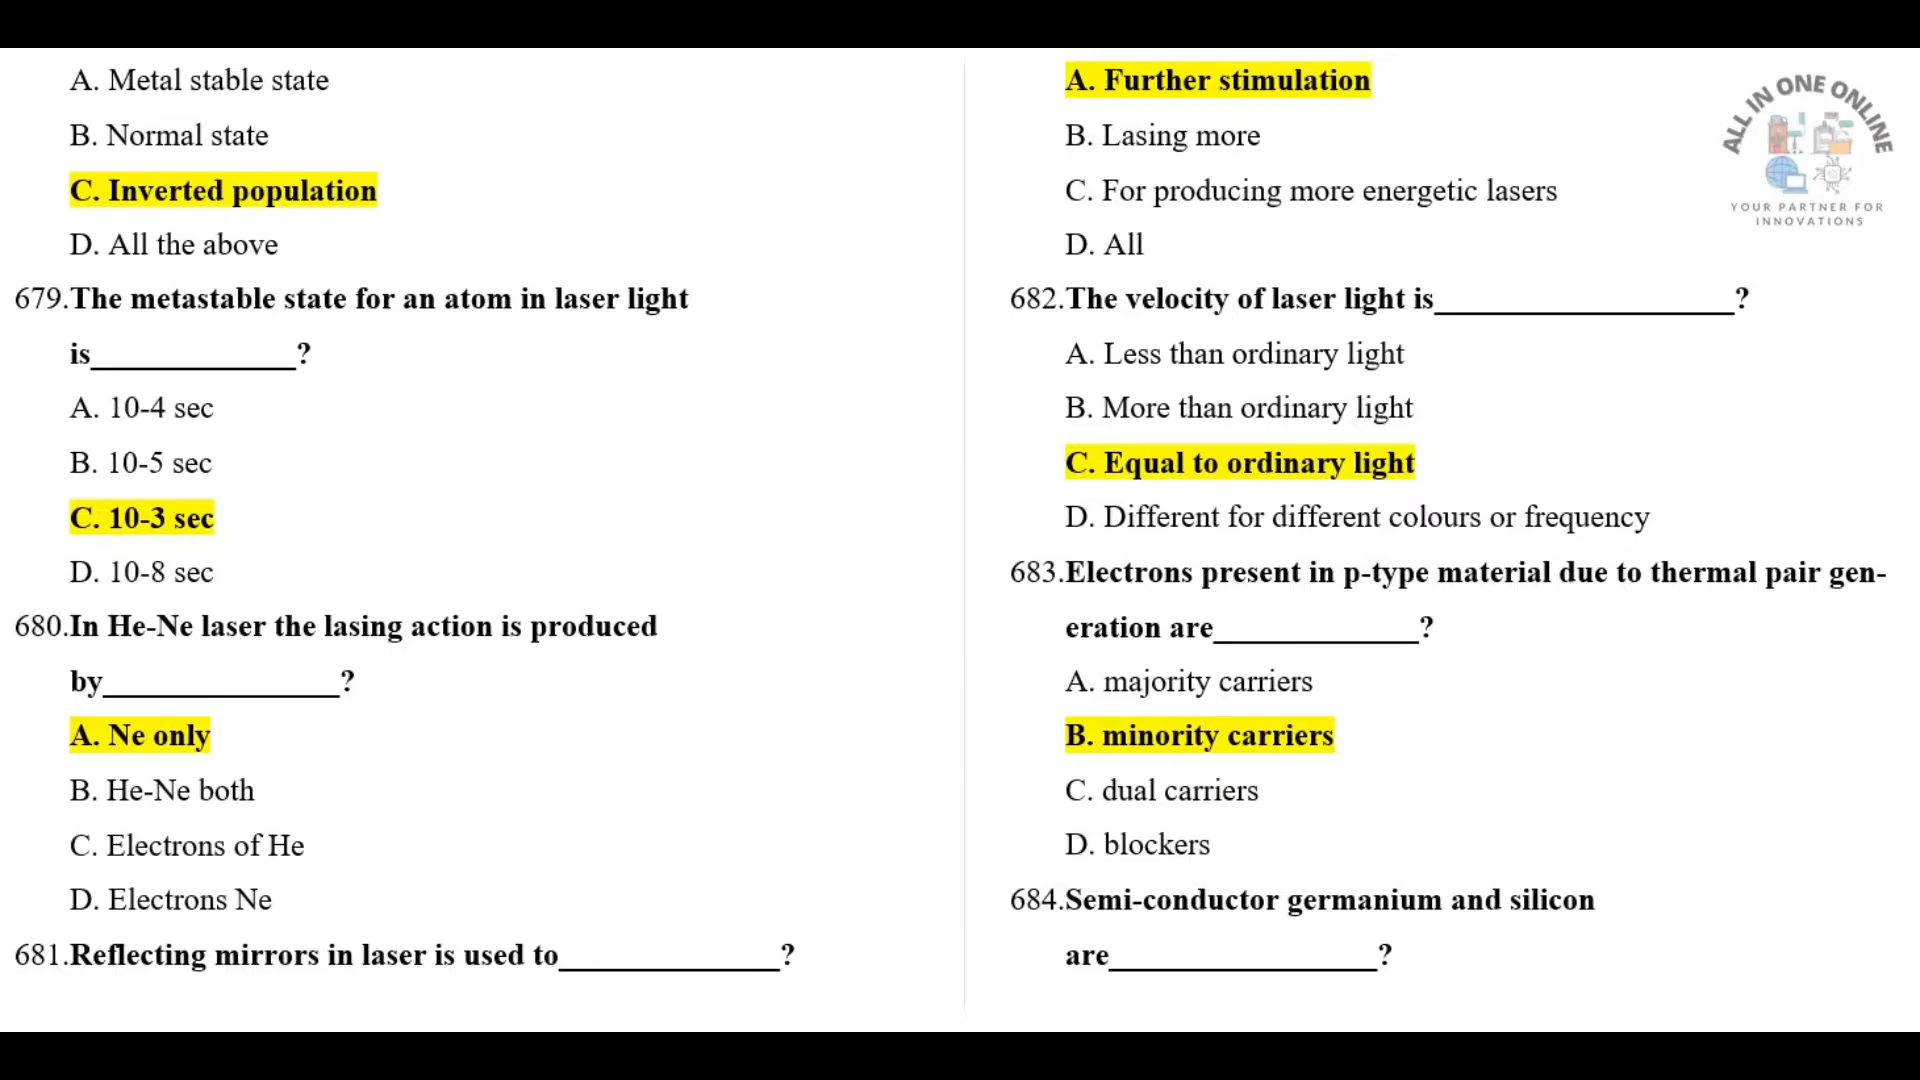 A. Metal stable state
B. Normal state
C. Inverted population
D. All the above
679.The metastable state for an atom in laser light
is_____________?
A. 10-4 sec
B. 10-5 sec
C. 10-3 sec
D. 10-8 sec
680.In He-Ne laser the lasing action is produced
by_______________?
A. Ne only
B. He-Ne both
C. Electrons of He
D. Electrons Ne
681.Reflecting mirrors in laser is used to______________?
A. Further stimulation
B. Lasing more
C. For producing more energetic lasers
D. All
682.The velocity of laser light is___________________?
A. Less than ordinary light
B. More than ordinary light
C. Equal to ordinary light
D. Different for different colours or frequency
683.Electrons present in p-type material due to thermal pair gen-
eration are_____________?
A. majority carriers
B. minority carriers
C. dual carriers
D. blockers
684.Semi-conductor germanium and silicon
are_________________?
ALL IN ONE ONLINE
YOUR PARTNER FOR
INNOVATIONS